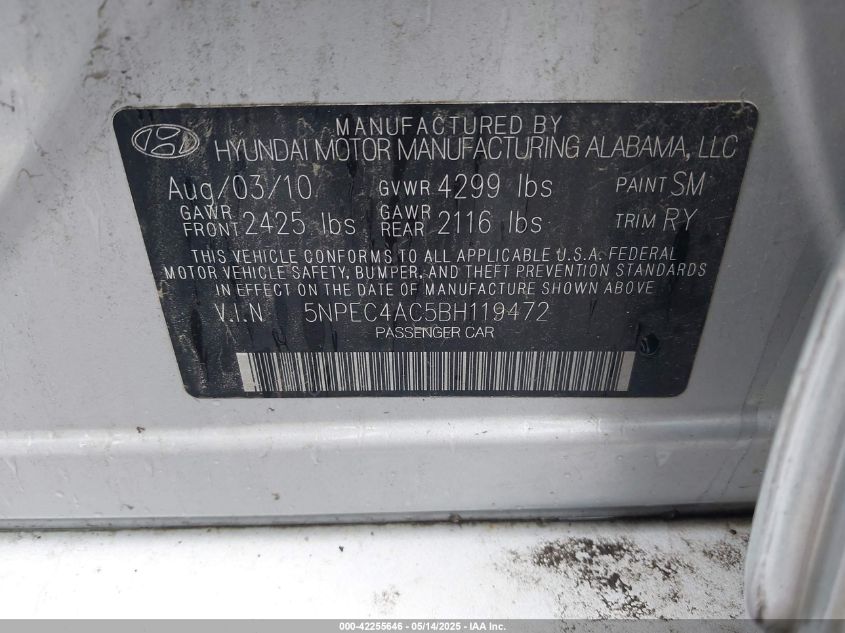 MANUFACTURED BY
HYUNDAI MOTOR MANUFACTURING ALABAMA, LLC
Aug/03/10 GVWR 4299 lbs PAINT SM
GAWR FRONT 2425 lbs GAWR REAR 2116 lbs TRIM RY
THIS VEHICLE CONFORMS TO ALL APPLICABLE U.S.A. FEDERAL
MOTOR VEHICLE SAFETY, BUMPER, AND THEFT PREVENTION STANDARDS
IN EFFECT ON THE DATE OF MANUFACTURE SHOWN ABOVE
V.I.N 5NPEC4AC5BH119472
PASSENGER CAR
000-42255646 - 05/14/2025 - IAA Inc.